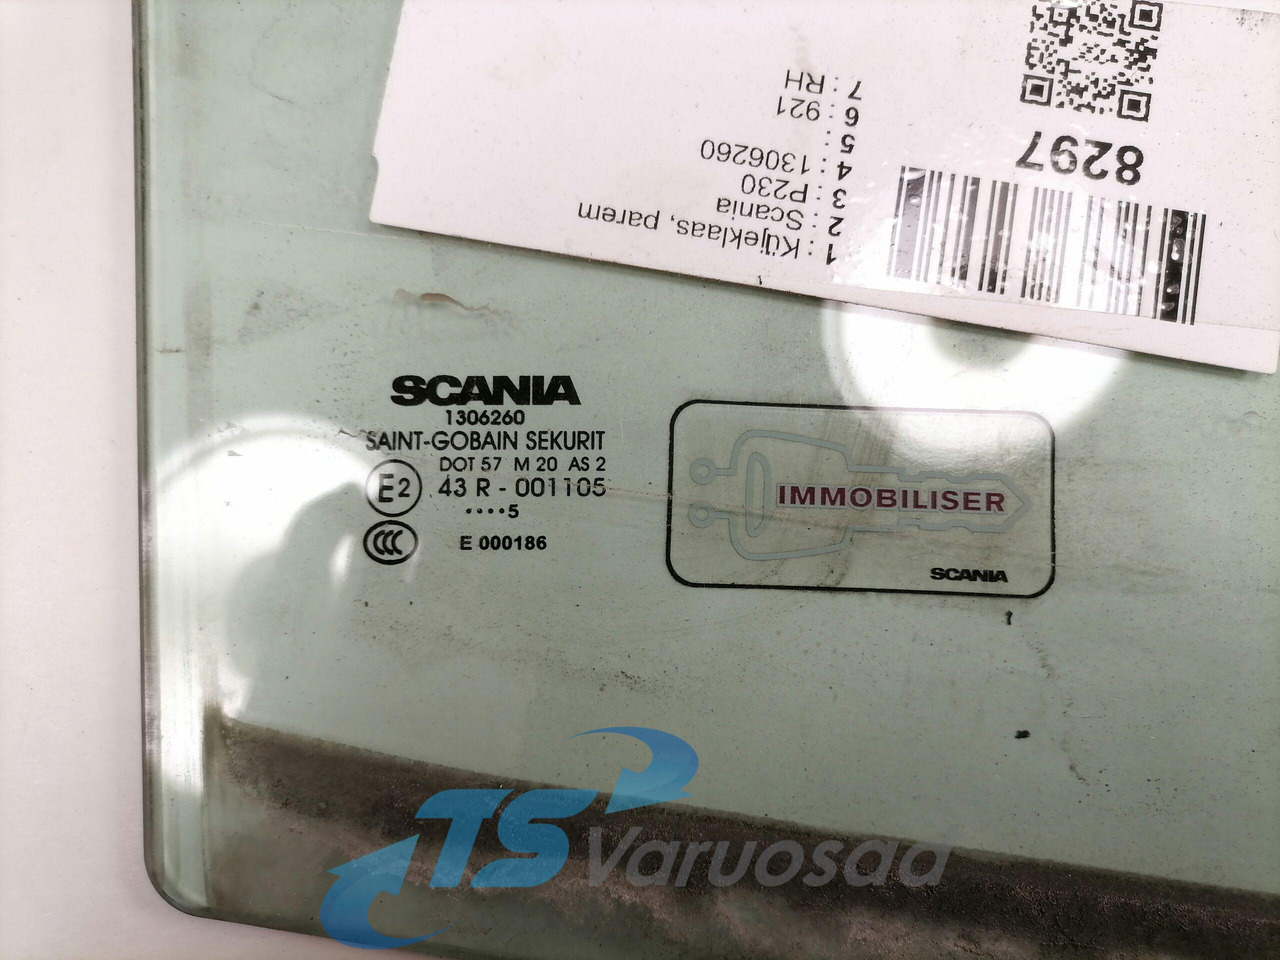 8297
1 : Küljeklaas, parem
2 : Scania
3 : P230
4 : 1306260
5 :
6 : 921
7 : RH
SCANIA
1306260
SAINT-GOBAIN SEKURIT
DOT 57 M 20 AS 2
E2 43 R - 001105
....5
CCC E 000186
IMMOBILISER
SCANIA
TS Varuosad